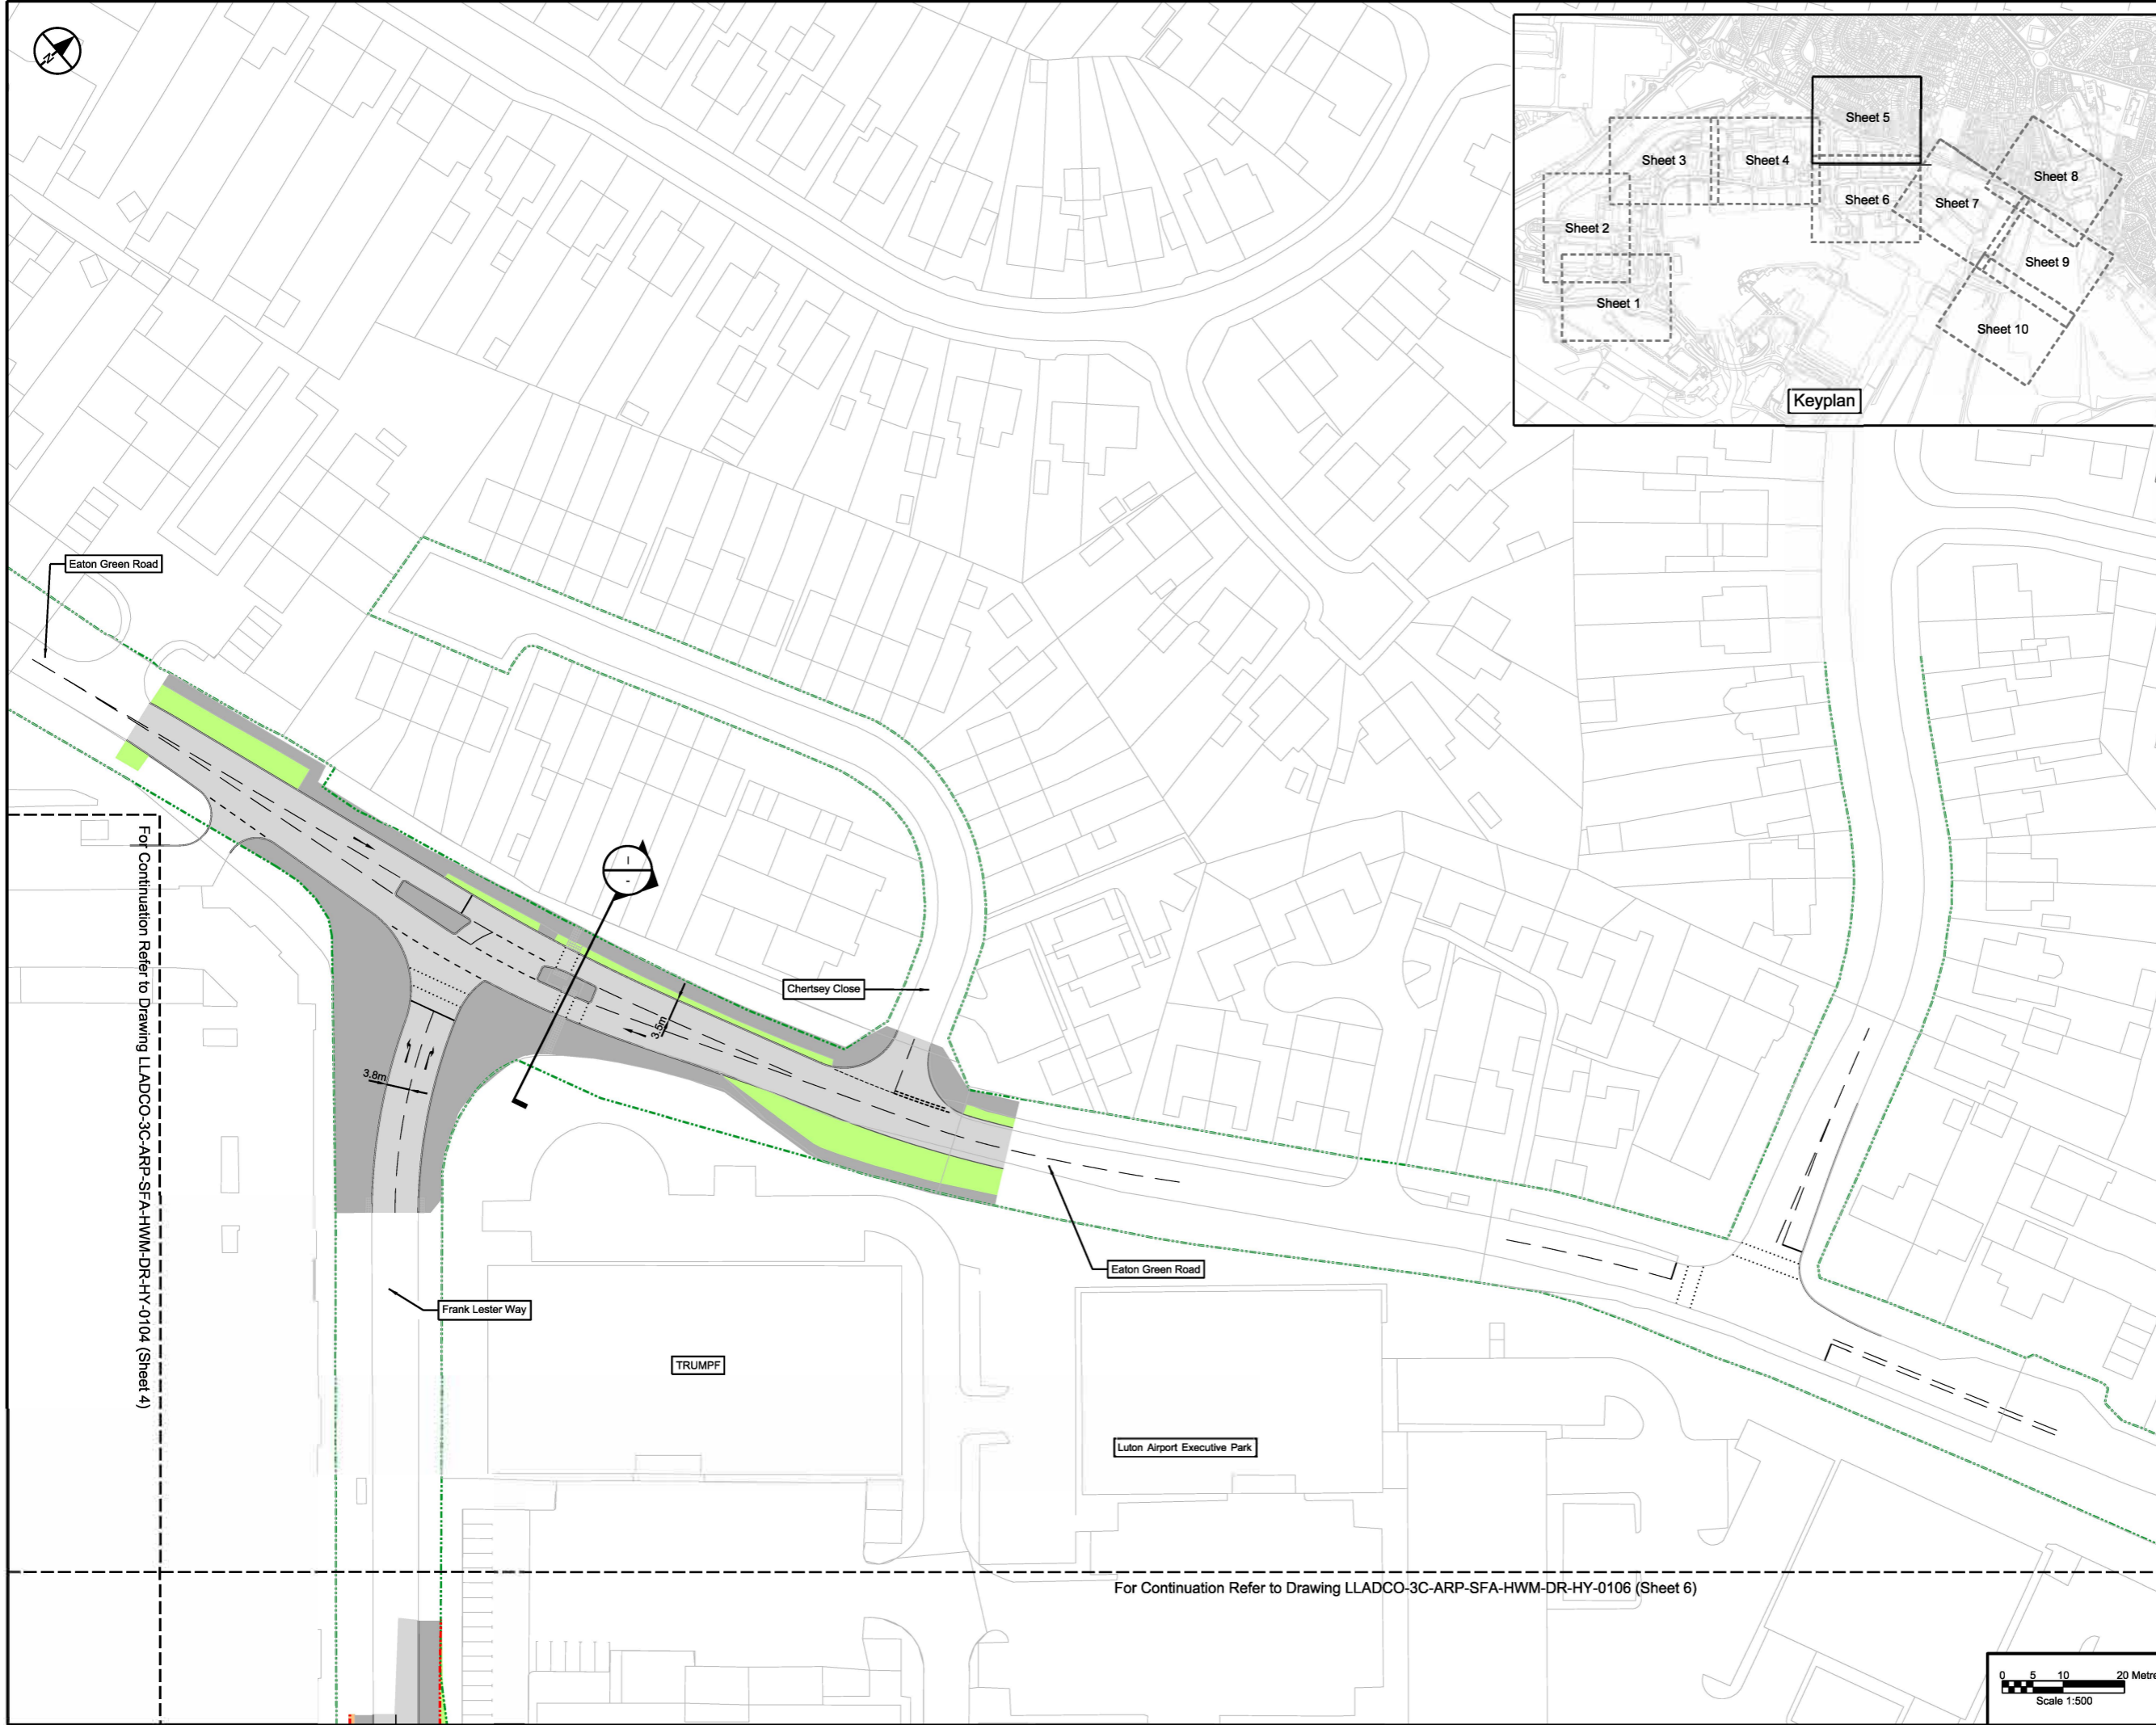 Sheet 5
Sheet 3
Sheet 4
Sheet 8
Sheet 6
Sheet 7
Sheet 2
Sheet 9
Sheet 1
Sheet 10
Keyplan
Eaton Green Road
For Continuation Refer to Drawing LLADCO-3C-ARP-SFA-HWM-DR-HY-0104 (Sheet 4)
Chertsey Close
3.5m
3.8m
Eaton Green Road
Frank Lester Way
TRUMPF
Luton Airport Executive Park
For Continuation Refer to Drawing LLADCO-3C-ARP-SFA-HWM-DR-HY-0106 (Sheet 6)
0 5 10 20 Metre
Scale 1:500